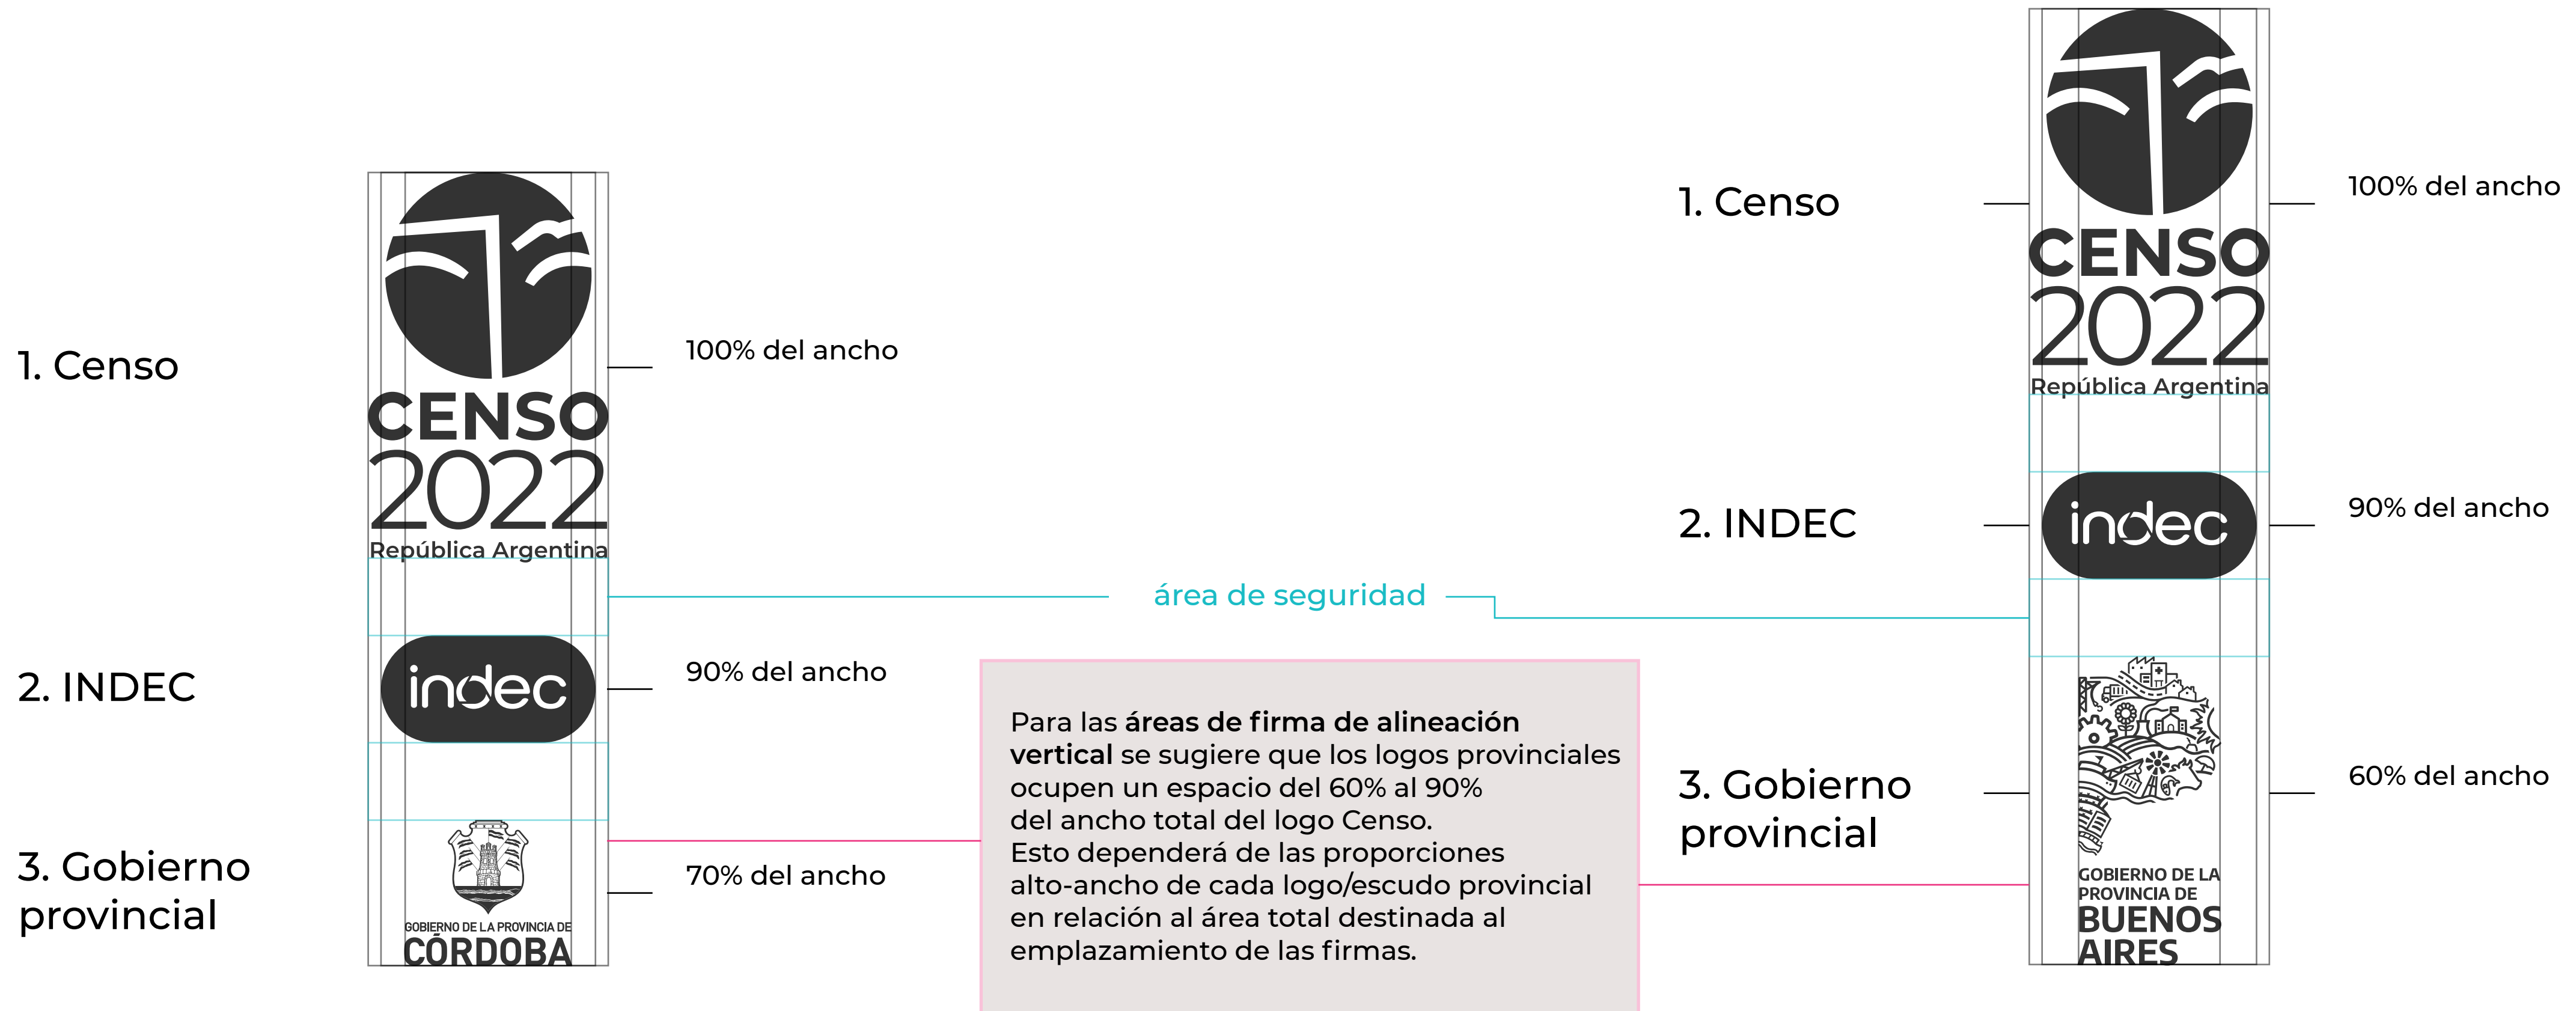 1. Censo
CENSO
2022
República Argentina
100% del ancho
2. INDEC
indec
90% del ancho
3. Gobierno
provincial
GOBIERNO DE LA PROVINCIA DE
CÓRDOBA
70% del ancho
área de seguridad
Para las áreas de firma de alineación
vertical se sugiere que los logos provinciales
ocupen un espacio del 60% al 90%
del ancho total del logo Censo.
Esto dependerá de las proporciones
alto-ancho de cada logo/escudo provincial
en relación al área total destinada al
emplazamiento de las firmas.
1. Censo
CENSO
2022
República Argentina
100% del ancho
2. INDEC
indec
90% del ancho
3. Gobierno
provincial
GOBIERNO DE LA
PROVINCIA DE
BUENOS
AIRES
60% del ancho